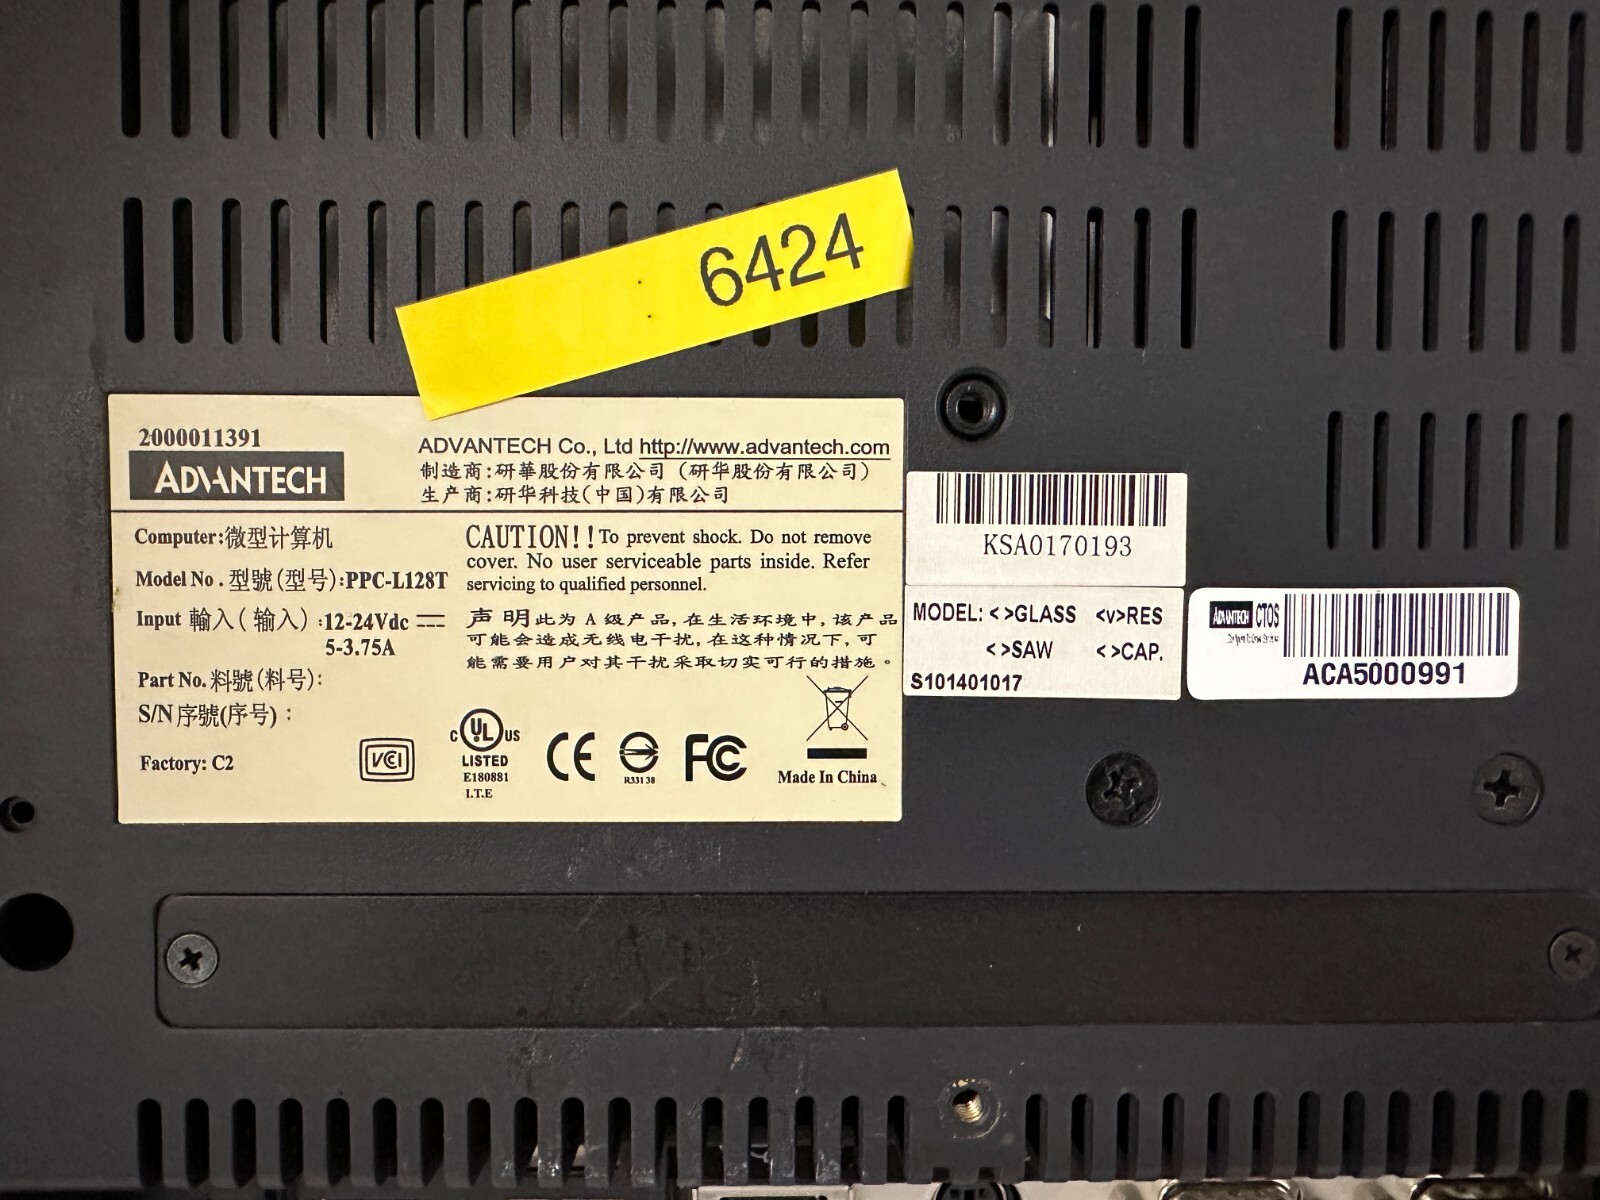 6424
2000011391
ADVANTECH
ADVANTECH Co., Ltd http://www.advantech.com
制造商:研華股份有限公司 (研华股份有限公司)
生产商:研华科技(中国)有限公司
Computer:微型计算机
Model No. 型號(型号):PPC-L128T
Input 輸入(输入):12-24Vdc
5-3.75A
Part No. 料號(料号):
S/N序號(序号) :
Factory: C2
CAUTION!! To prevent shock. Do not remove
cover. No user serviceable parts inside. Refer
servicing to qualified personnel.
声明此为 A 级产品,在生活环境中,该产品
可能会造成无线电干扰,在这种情况下,可
能需要用户对其干扰采取切实可行的措施。
VCCI
C UL US
LISTED
E180881
I.T.E
CE
R33138
FC
Made In China
KSA0170193
MODEL: < >GLASS <v>RES
< >SAW < >CAP.
S101401017
ADVANTECH CTOS
ACA5000991